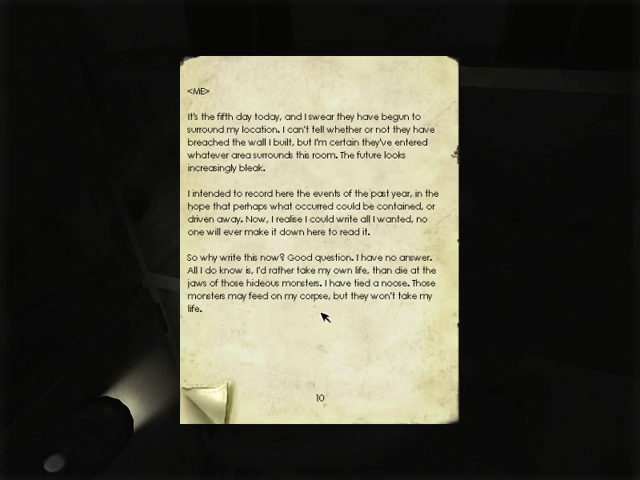 <ME>
It's the fifth day today, and I swear they have begun to
surround my location. I can't tell whether or not they have
breached the wall I built, but I'm certain they've entered
whatever area surrounds this room. The future looks
increasingly bleak.
I intended to record here the events of the past year, in the
hope that perhaps what occurred could be contained, or
driven away. Now, I realise I could write all I wanted, no
one will ever make it down here to read it.
So why write this now? Good question. I have no answer.
All I do know is, I'd rather take my own life, than die at the
jaws of those hideous monsters. I have tied a noose. Those
monsters may feed on my corpse, but they won't take my
life.
10